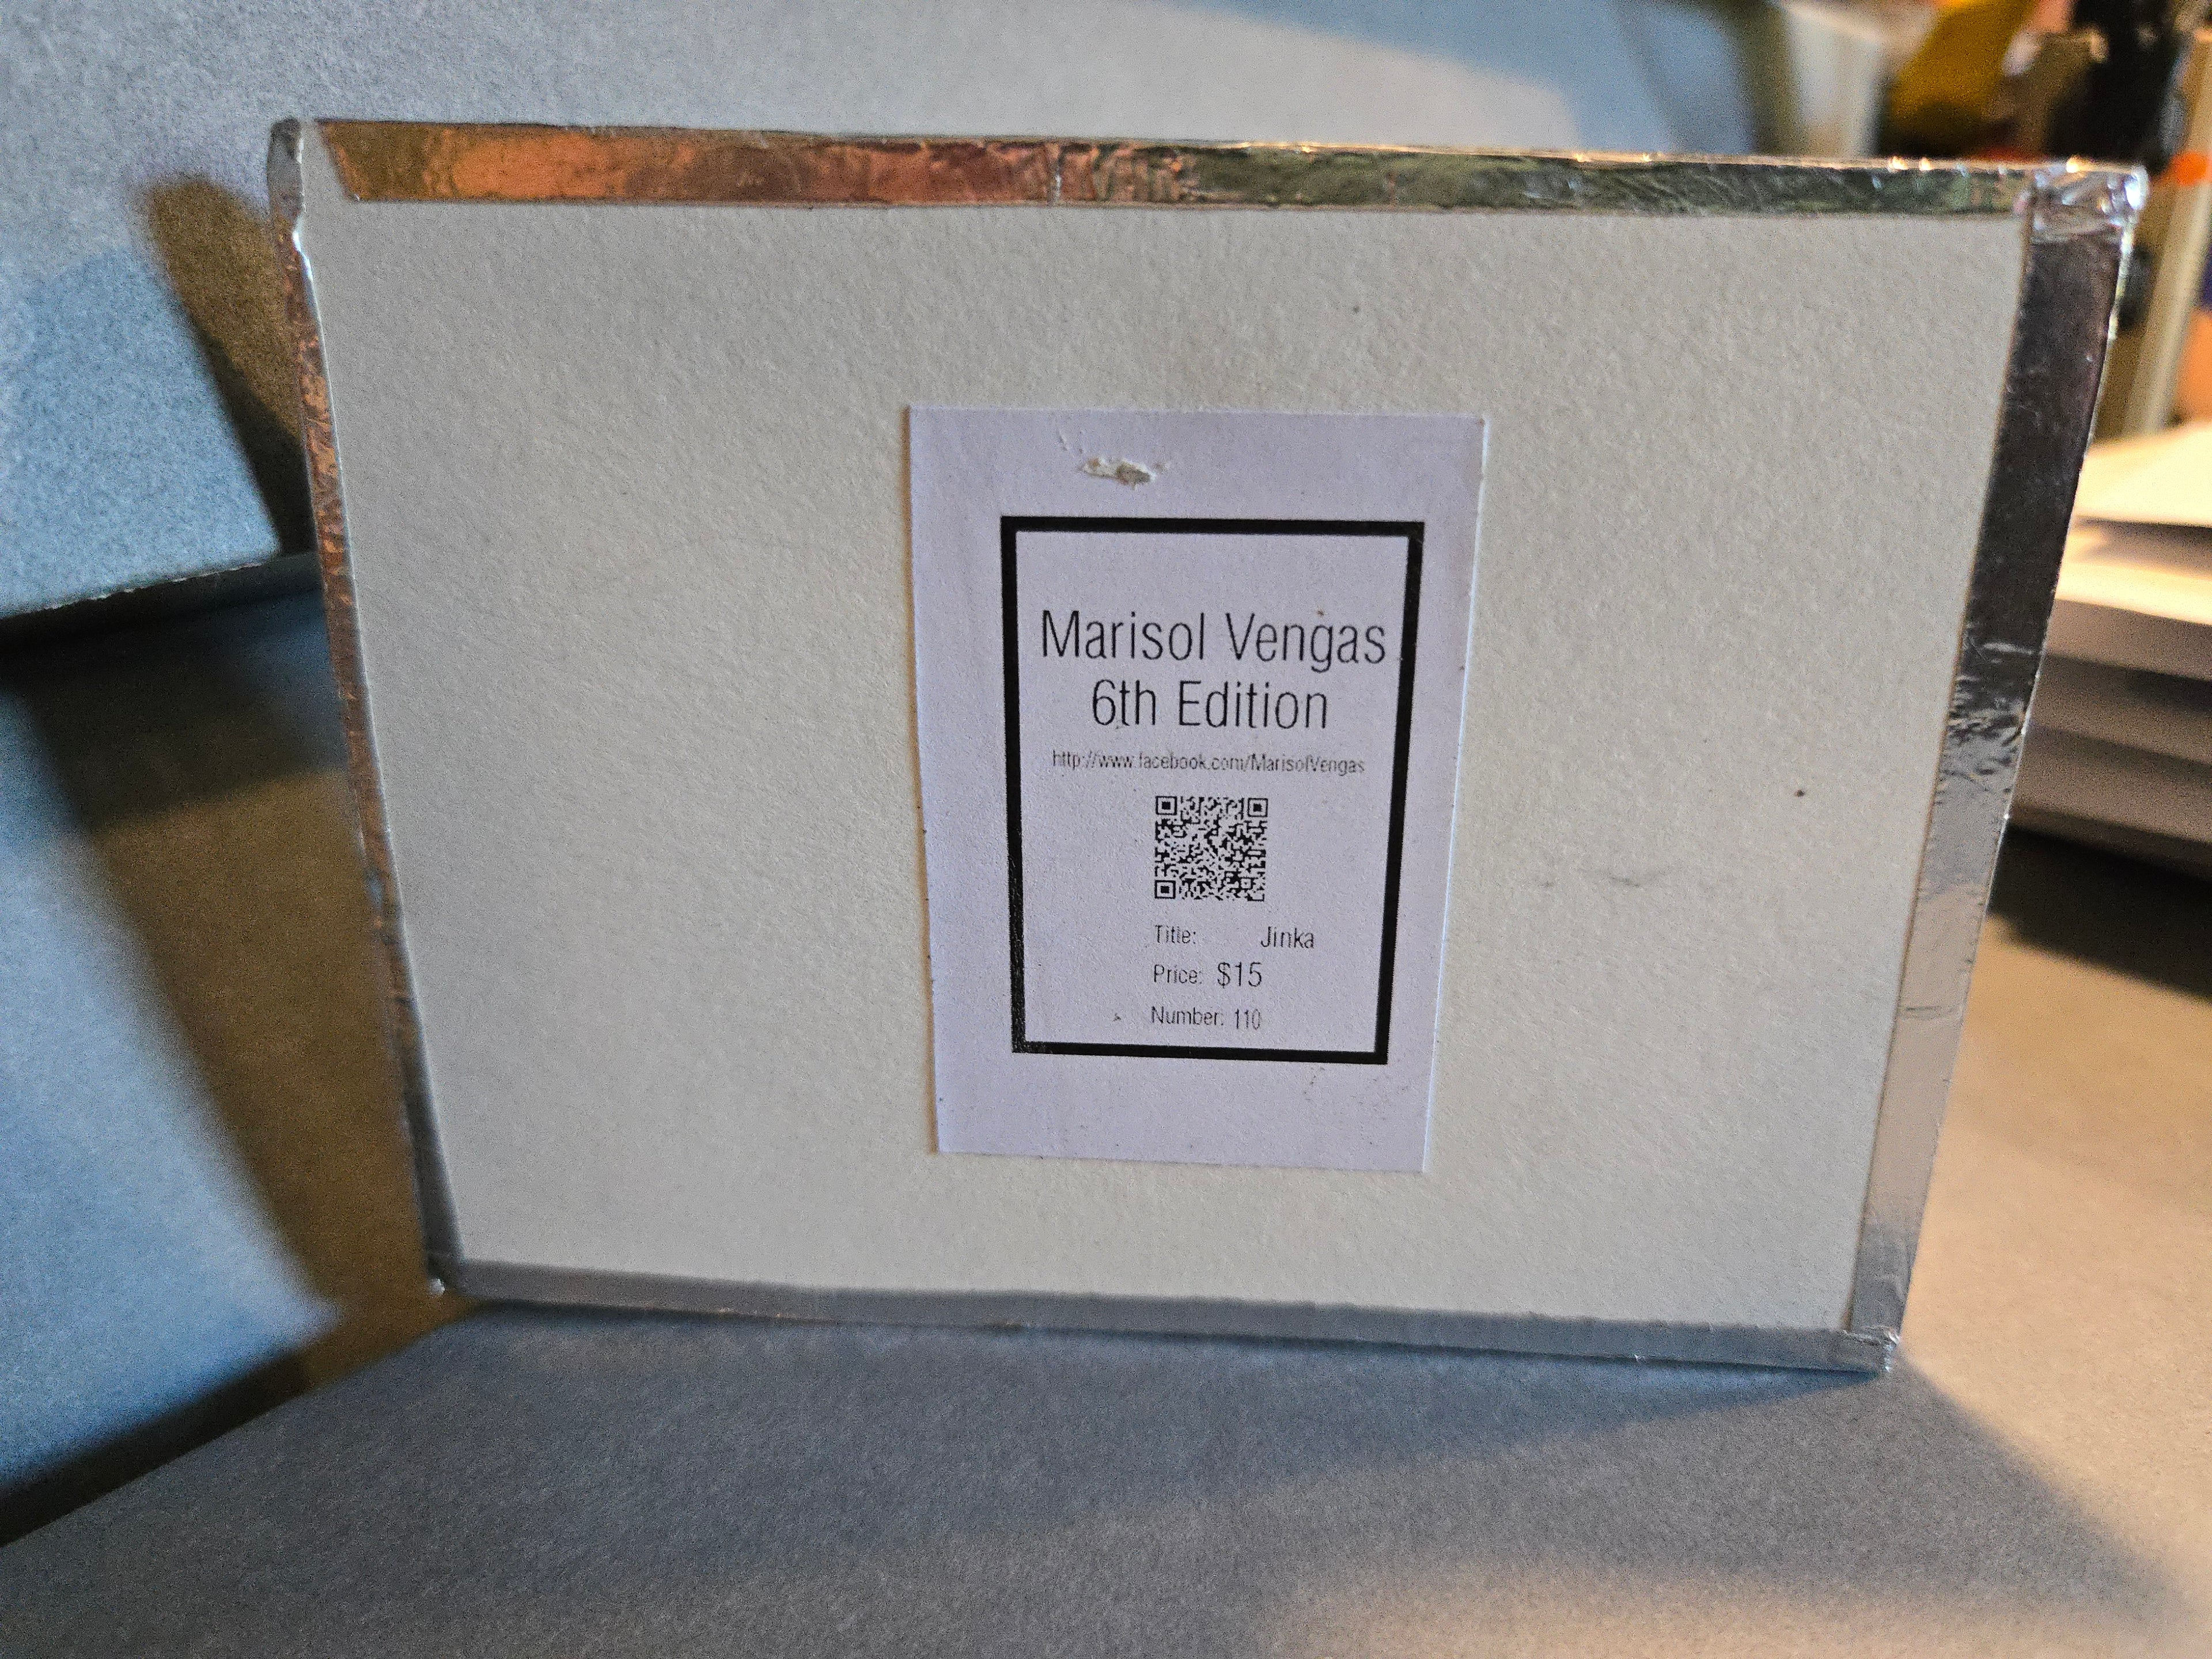 Marisol Vengas
6th Edition
http://www.facebook.com/MarisolVengas
Title: Jinka
Price: $15
Number: 110